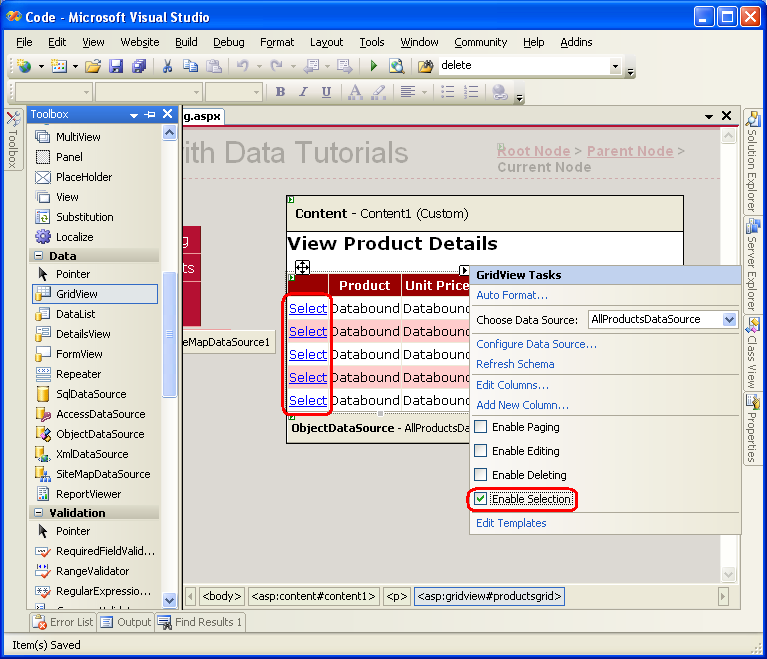 Code - Microsoft Visual Studio
File Edit View Website Build Debug Format Layout Tools Window Community Help Addins
delete
B I U A
Toolbox
g.aspx
Toolbox
MultiView
Panel
PlaceHolder
View
Substitution
Localize
Data
Pointer
GridView
DataList
DetailsView
FormView
Repeater
SqlDataSource
AccessDataSource
ObjectDataSource
XmlDataSource
SiteMapDataSource
ReportViewer
Validation
Pointer
RequiredFieldValid...
RangeValidator
RegularExpressio...
ith Data Tutorials
Root Node > Parent Node >
Current Node
g
ts
eMapDataSource1
Content - Content1 (Custom)
View Product Details
Product Unit Price
Select Databound Databound
Select Databound Databound
Select Databound Databound
Select Databound Databound
Select Databound Databound
ObjectDataSource - AllProductsDa
GridView Tasks
Auto Format...
Choose Data Source: AllProductsDataSource
Configure Data Source...
Refresh Schema
Edit Columns...
Add New Column...
Enable Paging
Enable Editing
Enable Deleting
Enable Selection
Edit Templates
Solution Explorer
Server Explorer
Class View
Properties
<body> <asp:content#content1> <p> <asp:gridview#productsgrid>
Error List Output Find Results 1
Item(s) Saved